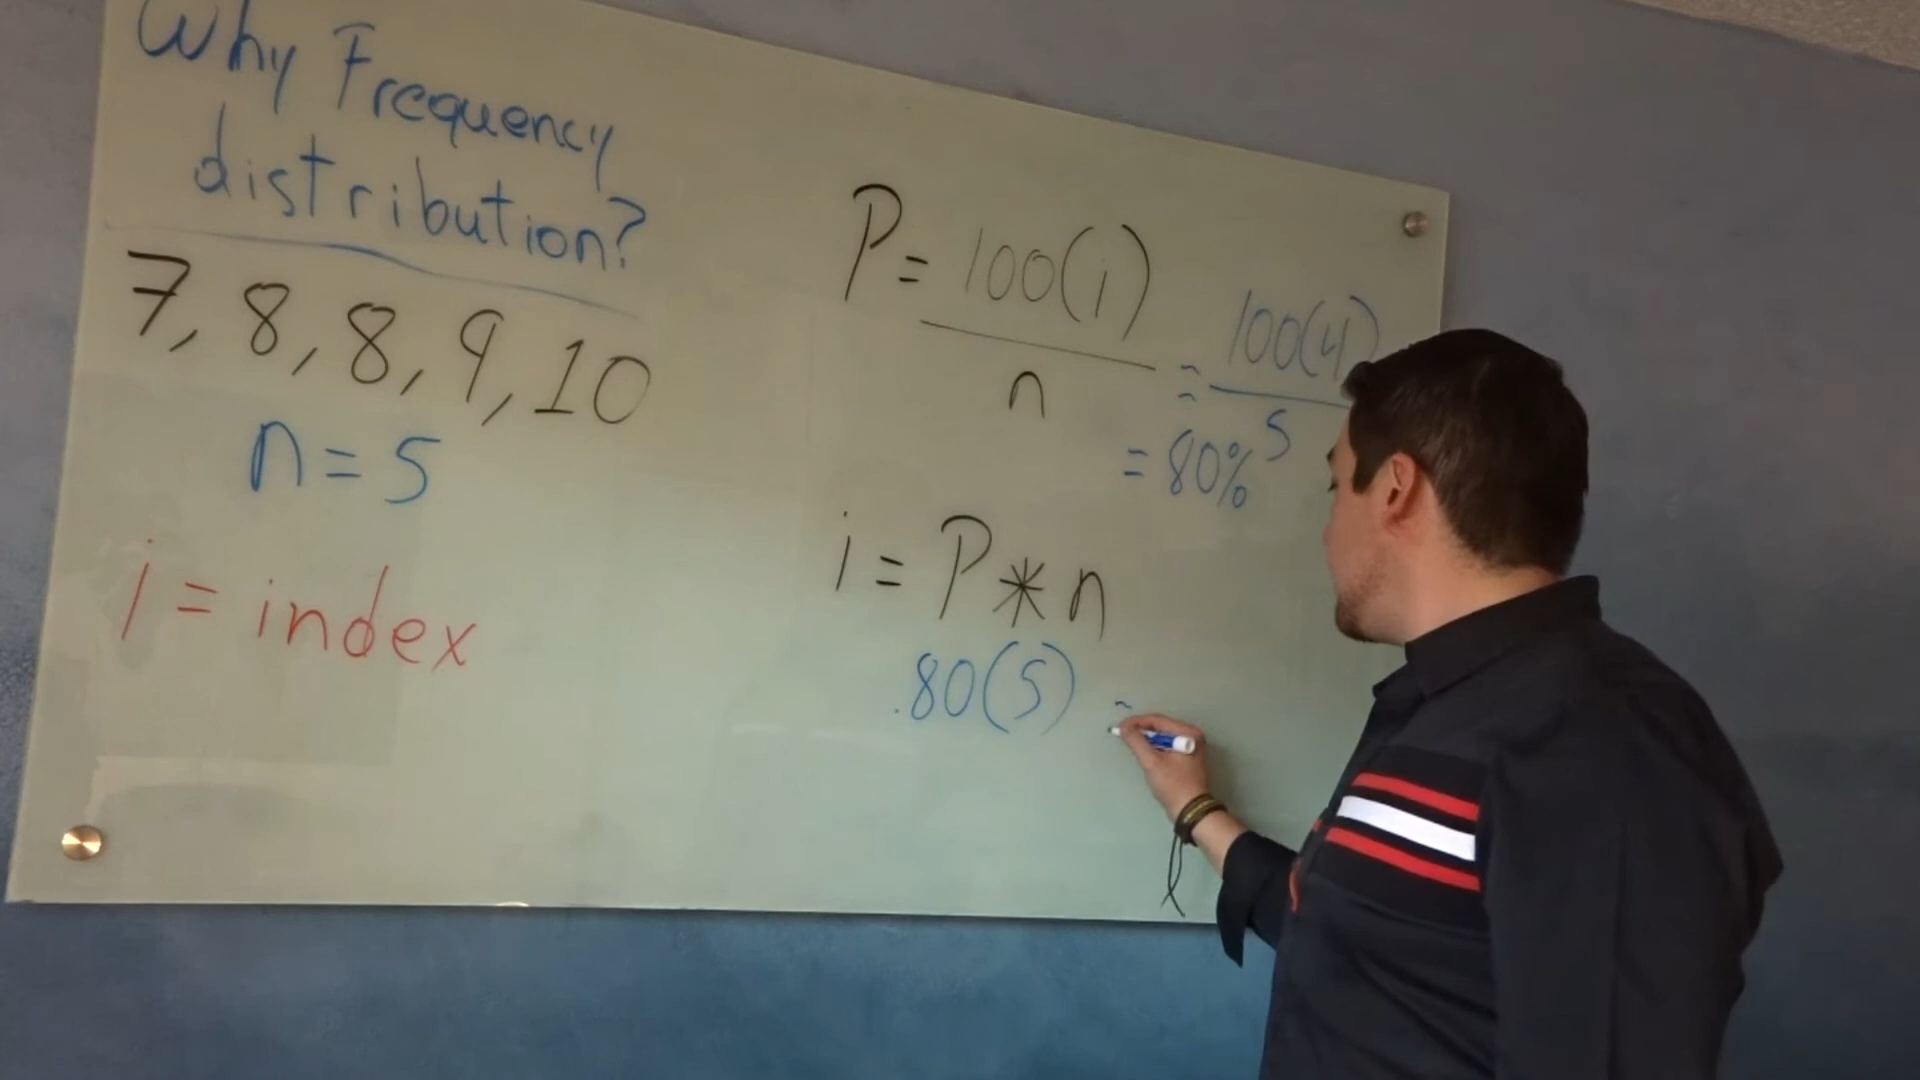 Why Frequency
distribution?
7, 8, 8, 9, 10
n = 5
i = index
P = 100(i)
n
= 100(4)
5
= 80%
i = P * n
.80(5) =